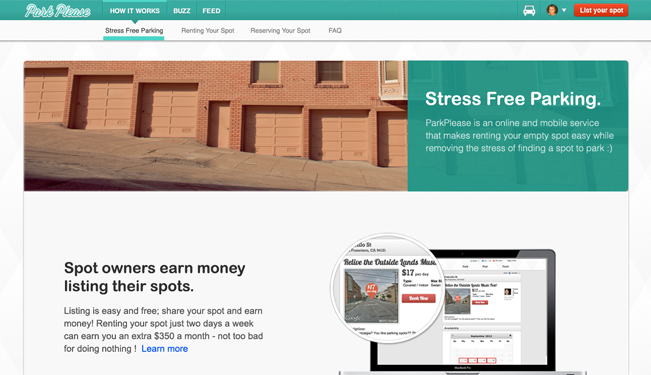 Park Please
HOW IT WORKS
BUZZ
FEED
List your spot
Stress Free Parking
Renting Your Spot
Reserving Your Spot
FAQ
Stress Free Parking.
ParkPlease is an online and mobile service
that makes renting your empty spot easy while
removing the stress of finding a spot to park :)
Spot owners earn money
listing their spots.
Listing is easy and free; share your spot and earn
money! Renting your spot just two days a week
can earn you an extra $350 a month - not too bad
for doing nothing ! Learn more
Relive the Outside Lands Mus
$17 per day
Book Now
MacBook Pro